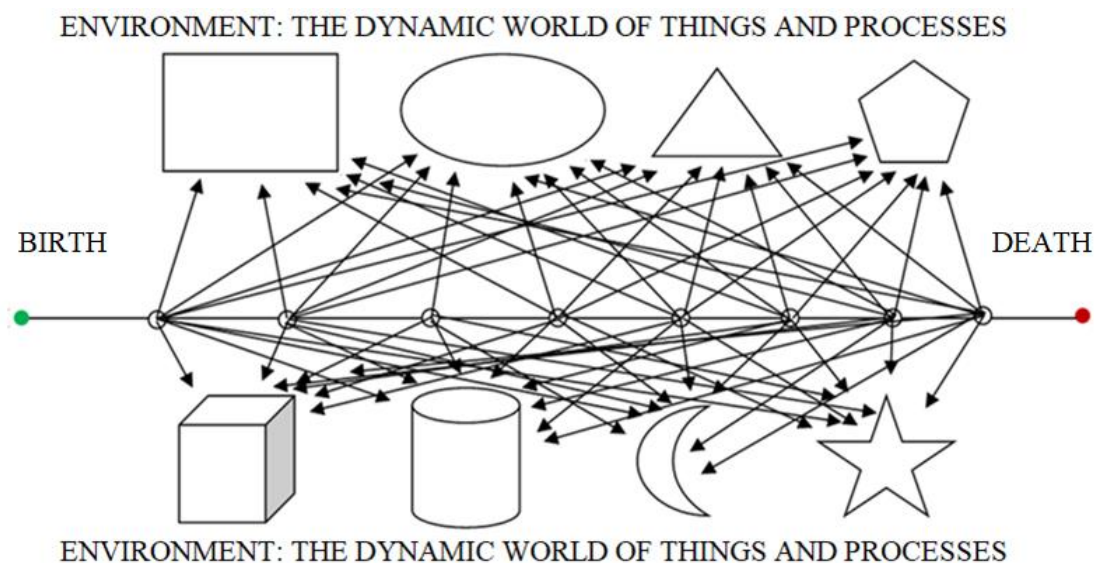 ENVIRONMENT: THE DYNAMIC WORLD OF THINGS AND PROCESSES
BIRTH
DEATH
ENVIRONMENT: THE DYNAMIC WORLD OF THINGS AND PROCESSES